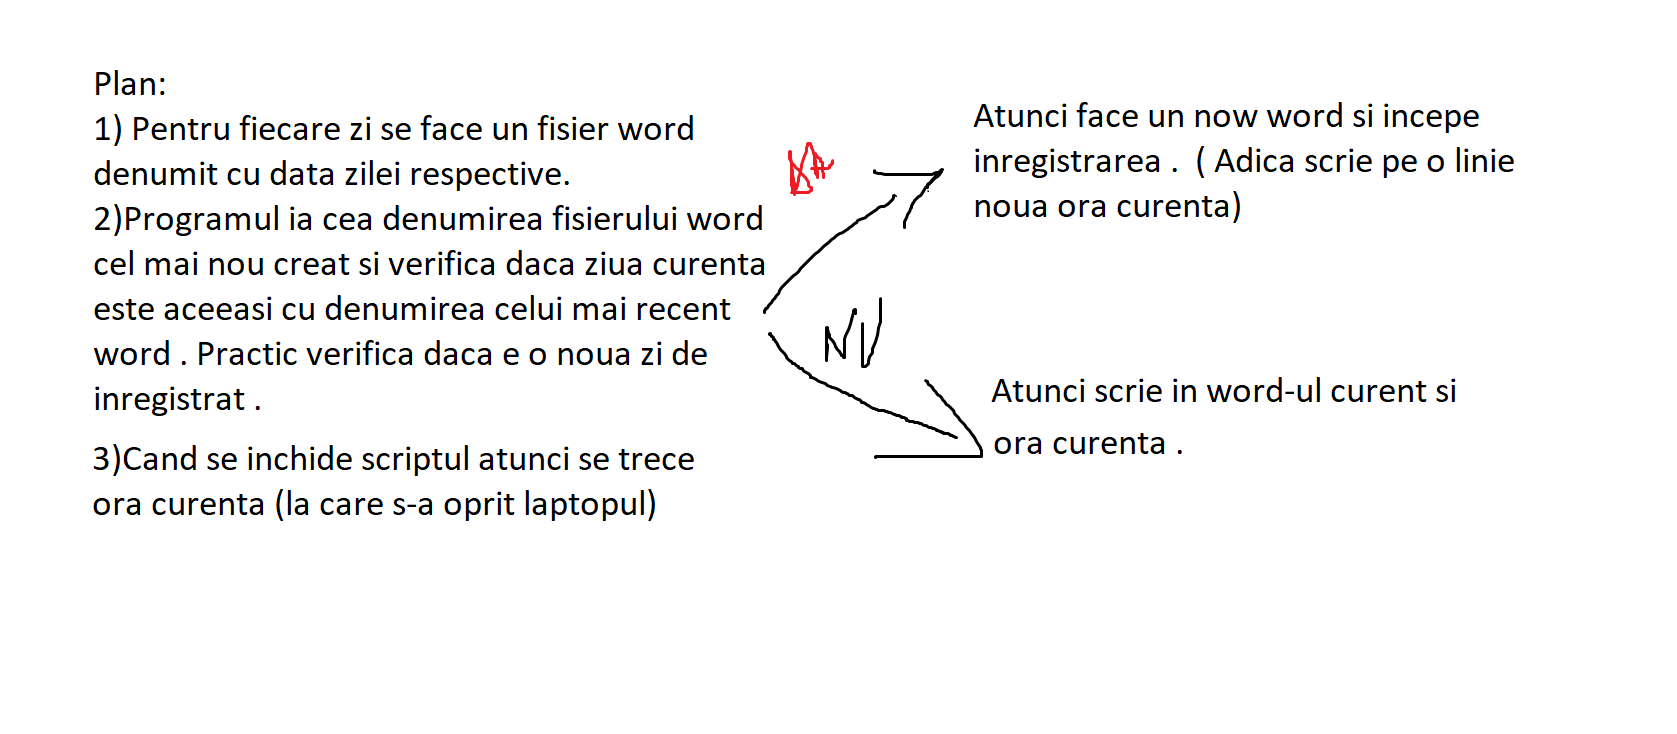 Plan:
1) Pentru fiecare zi se face un fisier word
denumit cu data zilei respective.
2)Programul ia cea denumirea fisierului word
cel mai nou creat si verifica daca ziua curenta
este aceeasi cu denumirea celui mai recent
word . Practic verifica daca e o noua zi de
inregistrat .
3)Cand se inchide scriptul atunci se trece
ora curenta (la care s-a oprit laptopul)
DA
Atunci face un now word si incepe
inregistrarea . ( Adica scrie pe o linie
noua ora curenta)
NU
Atunci scrie in word-ul curent si
ora curenta .